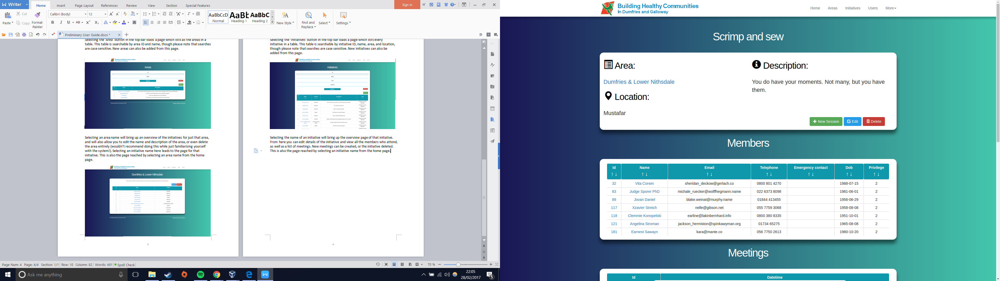 Writer
Home Insert Page Layout References Review View Section Special Features
Sign in
Paste Cut Copy Format Painter
Calibri (Body) 12
AaBbCcD AaBb AaBbC
Normal Heading 1 Heading 2
New Style Find and Replace Select Settings
Preliminary User Guide.docx *
Selecting the 'Area' button in the top bar loads a page which lists all the areas in a
table. This table is searchable by area ID and name, though please note that searches
are case sensitive. New areas can also be added from this page.
Building Healthy Communities
Areas
Selecting an area name will bring up an overview of the initiatives for just that area,
and will also allow you to edit the name and description of the area, or even delete
the area entirely (wouldn't recommend doing this while just familiarising yourself
with the system!). Selecting an initiative name here leads to the page for that
initiative. This is also the page reached by selecting an area name from the home
page.
Building Healthy Communities
Dumfries & Lower Nithsdale
3
Selecting the 'Initiatives' button in the top bar loads a page which lists every
initiative in a table. This table is searchable by initiative ID, name, area, and location,
though please note that searches are case sensitive. New initiatives can also be
added from this page.
Building Healthy Communities
Initiatives
Selecting the name of an initiative will bring up the overview page of that initiative.
From here you can edit details of the initiative and view all the members who attend,
as well as a list of meetings. New meetings can be created, or the initiative deleted.
This is also the page reached by selecting an initiative name from the home page.
4
Page Num: 4 Page: 4/4 Section: 1/1 Row: 10 Column: 82 Words: 491 Spell Check
70 %
Ask me anything
22:05
28/02/2017
5
Building Healthy Communities
in Dumfries and Galloway
Home Areas Initiatives Users More
Scrimp and sew
Area:
Dumfries & Lower Nithsdale
Location:
Mustafar
Description:
You do have your moments. Not many, but you have
them.
New Session Edit Delete
Members
Id Name Email Telephone Emergency contact Dob Privilege
↑ ↓ ↑ ↓ ↑ ↓ ↑ ↓ ↑ ↓ ↑ ↓ ↑ ↓
32 Vita Corwin sheridan_deckow@gerlach.co 0800 801 4270 1988-07-15 2
83 Judge Sporer PhD michale_ruecker@wolffhegmann.name 022 6373 8098 1981-06-01 2
89 Jovan Daniel blake.weinat@murphy.name 01844 413455 1956-06-29 2
117 Xzavier Streich nelle@gibson.net 055 7759 3068 1958-08-08 2
118 Clemmie Konopelski earline@lakinbernhard.info 0800 380 8335 1951-10-01 2
121 Angelina Stroman jackson_hermiston@spinkawyman.org 01734 65275 1965-08-08 2
181 Earnest Sawayn kara@mante.co 056 7750 2613 1980-10-20 2
Meetings
Id Datetime